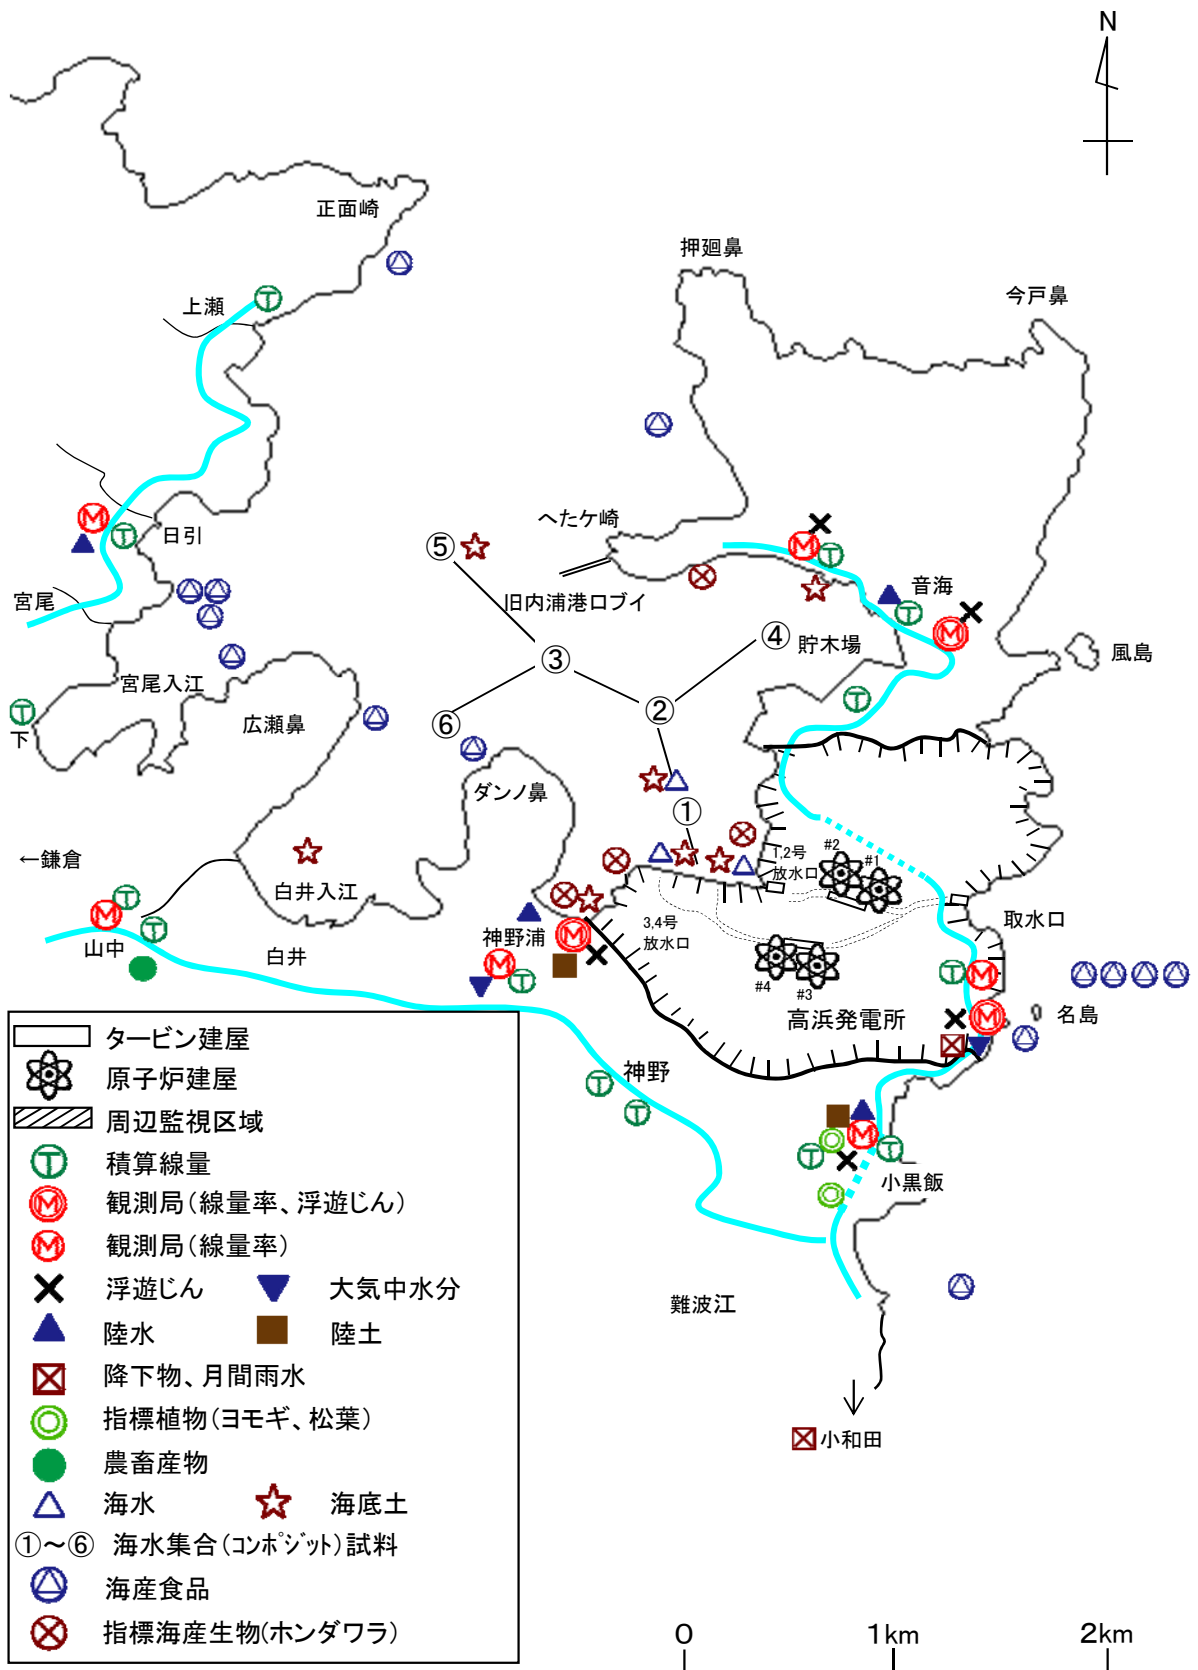 N
正面崎
押廻鼻
今戸鼻
上瀬
へたケ崎
日引
旧内浦港口ブイ
音海
宮尾
⑤
④
貯木場
③
風島
宮尾入江
②
広瀬鼻
⑥
下
ダンノ鼻
①
←鎌倉
白井入江
1,2号
放水口
#2
#1
取水口
山中
白井
神野浦
3,4号
放水口
#4
#3
高浜発電所
名島
神野
小黒飯
難波江
小和田
タービン建屋
原子炉建屋
周辺監視区域
T 積算線量
M 観測局(線量率、浮遊じん)
M 観測局(線量率)
浮遊じん 大気中水分
陸水 陸土
降下物、月間雨水
指標植物(ヨモギ、松葉)
農畜産物
海水 海底土
①~⑥ 海水集合(コンポジット)試料
海産食品
指標海産生物(ホンダワラ)
0 1km 2km